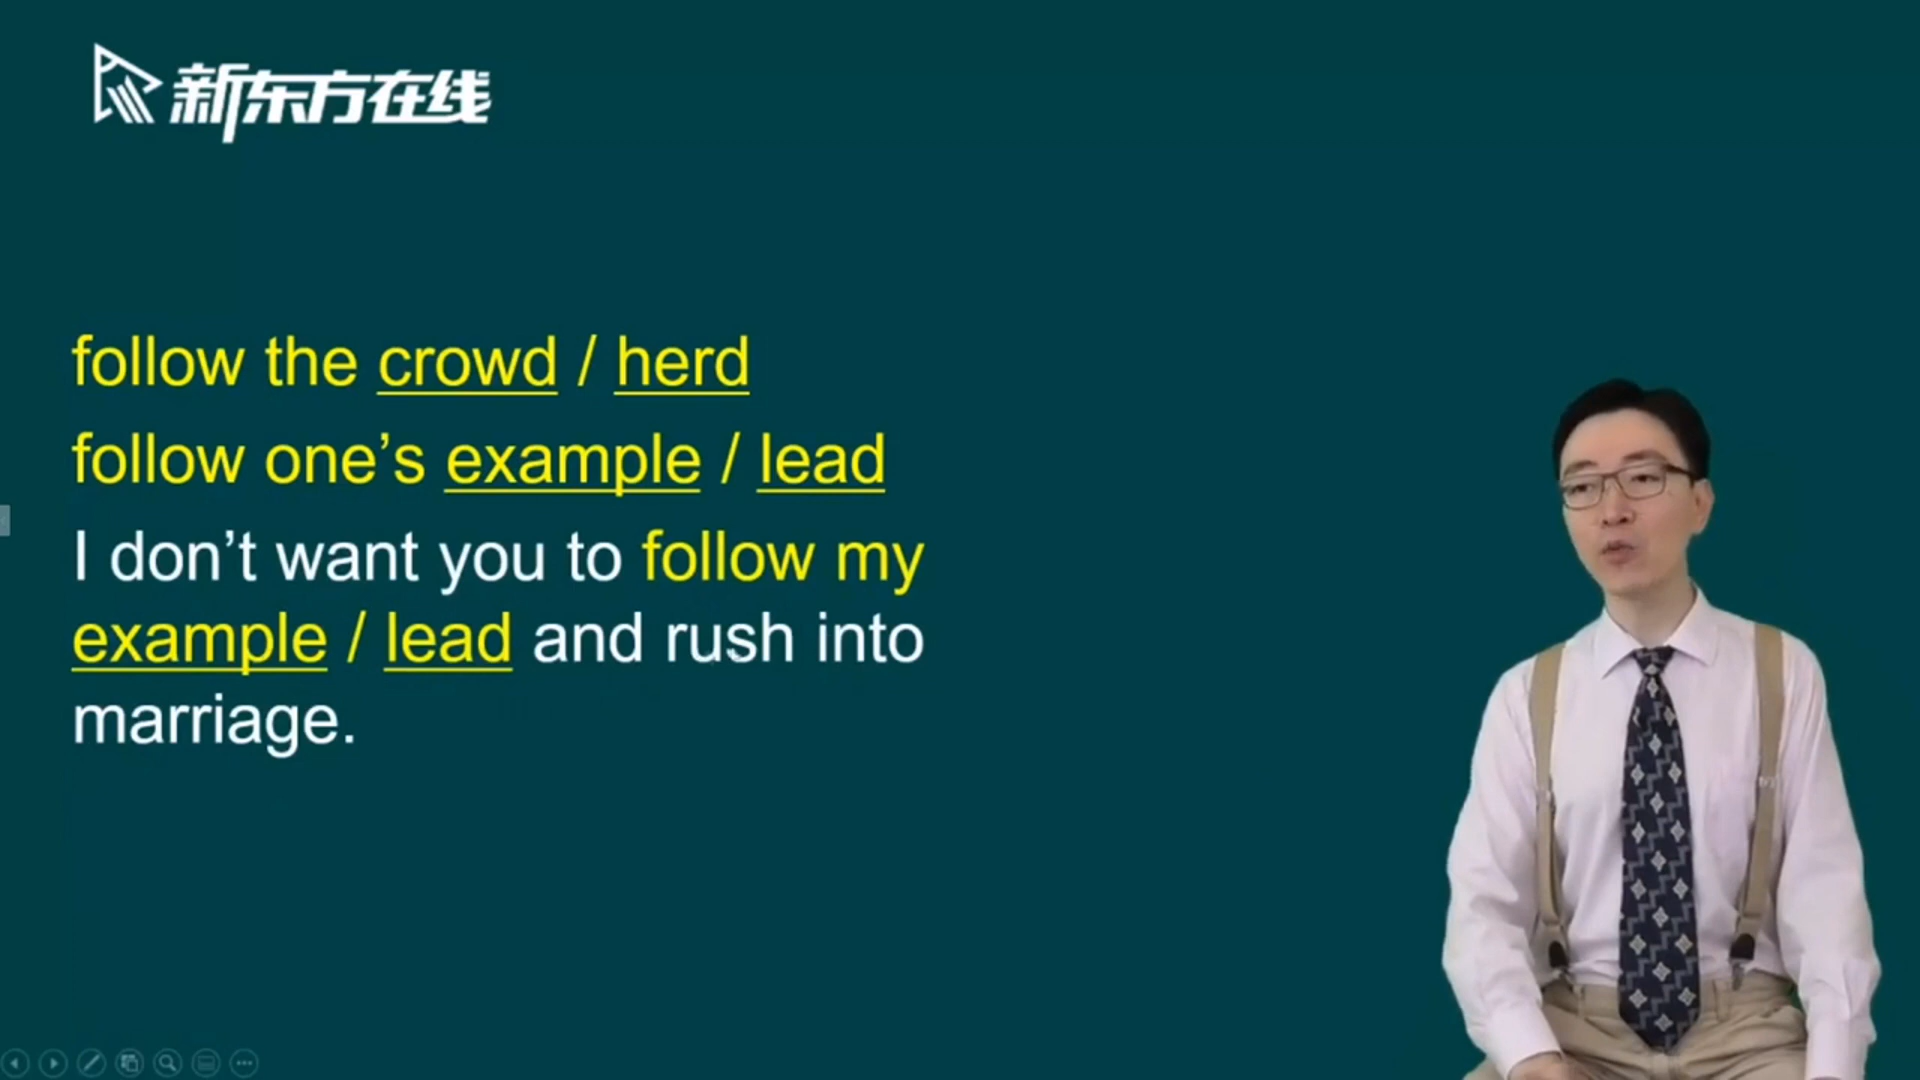 新东方在线
follow the crowd / herd
follow one’s example / lead
I don’t want you to follow my
example / lead and rush into
marriage.